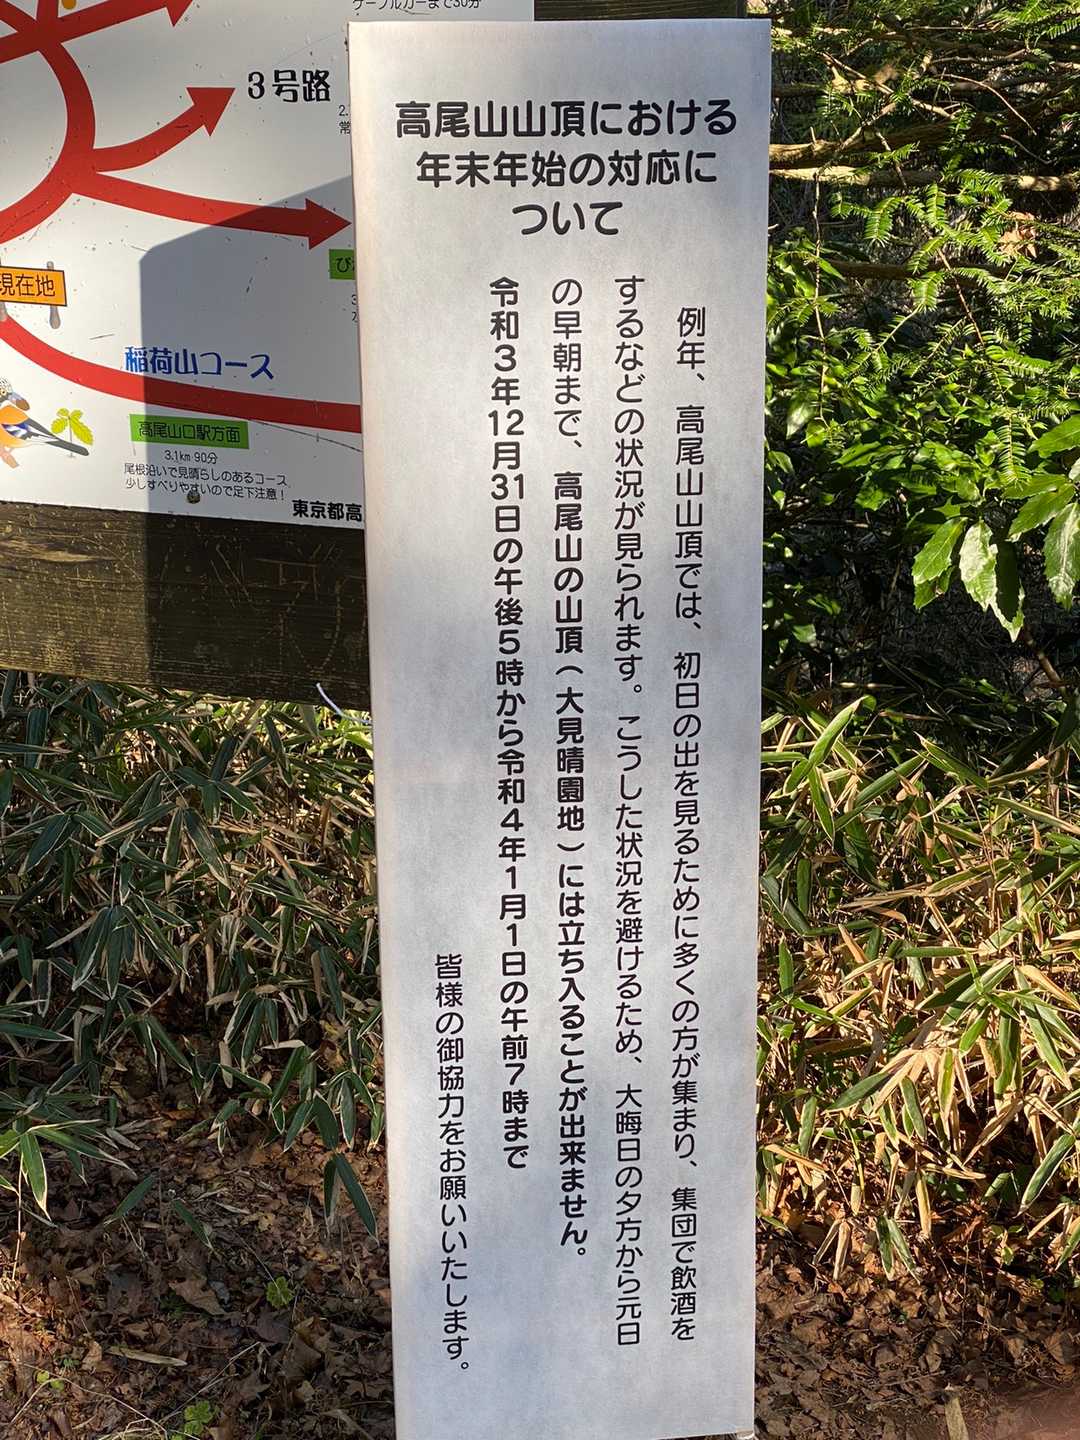 ケーブルカーまで30分
3号路
現在地
稲荷山コース
高尾山口駅方面
3.1km 90分
尾根沿いで見晴らしのあるコース、
少しすべりやすいので足下注意！
東京都高
高尾山山頂における
年末年始の対応に
ついて
例年、高尾山山頂では、初日の出を見るために多くの方が集まり、集団で飲酒を
するなどの状況が見られます。こうした状況を避けるため、大晦日の夕方から元日
の早朝まで、高尾山の山頂（大見晴園地）には立ち入ることが出来ません。
令和３年12月31日の午後５時から令和４年１月１日の午前７時まで
皆様の御協力をお願いいたします。